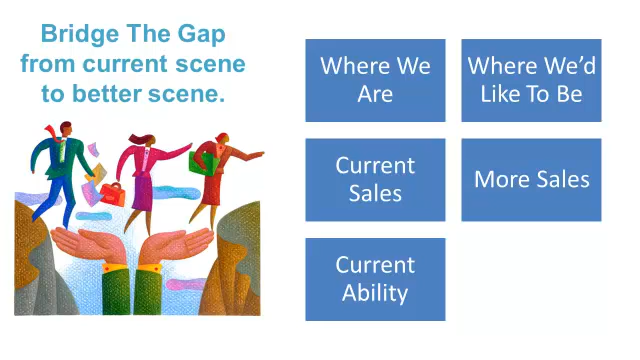 Bridge The Gap
from current scene
to better scene.
Where We
Are
Where We’d
Like To Be
Current
Sales
More Sales
Current
Ability